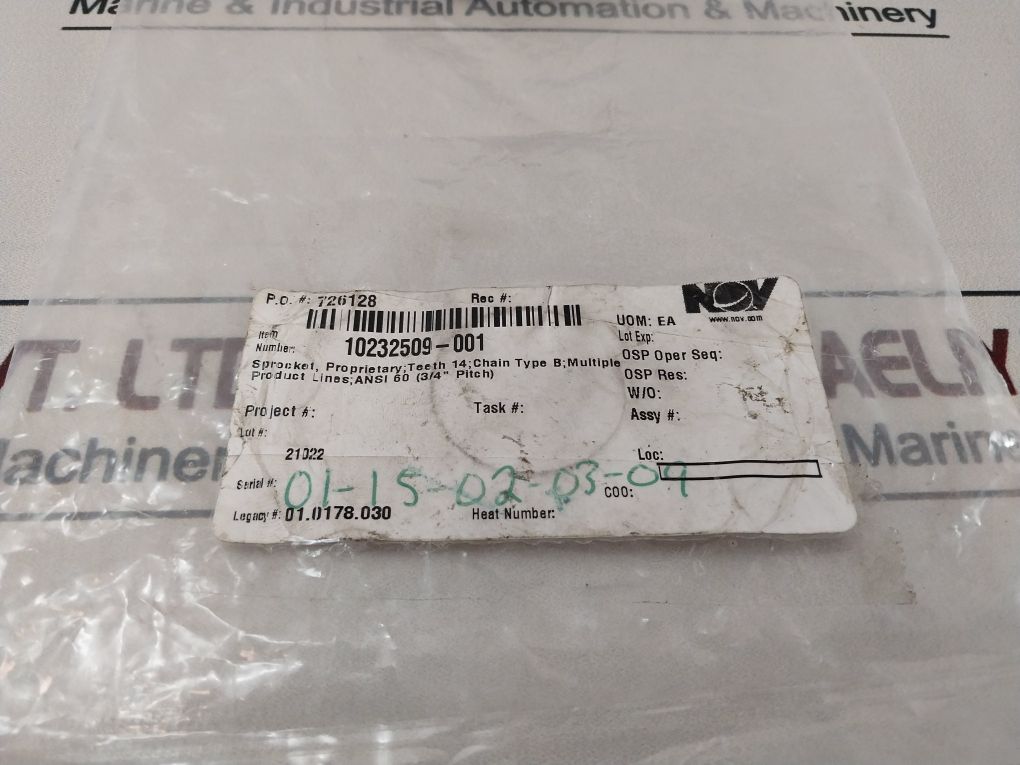 Marine & Industrial Automation & Machinery
P.O. #: 726128
Rec #:
NOV
www.nov.com
UOM: EA
Item Number: 10232509-001
Lot Exp:
Sprocket, Proprietary;Teeth 14;Chain Type B;Multiple
Product Lines;ANSI 60 (3/4" Pitch)
OSP Oper Seq:
OSP Res:
W/O:
Project #:
Task #:
Assy #:
Lot #:
21022
Loc:
Serial #: 01-15-02-03-09
COO:
Legacy #: 01.0178.030
Heat Number:
T. LTD
AELN
Marine